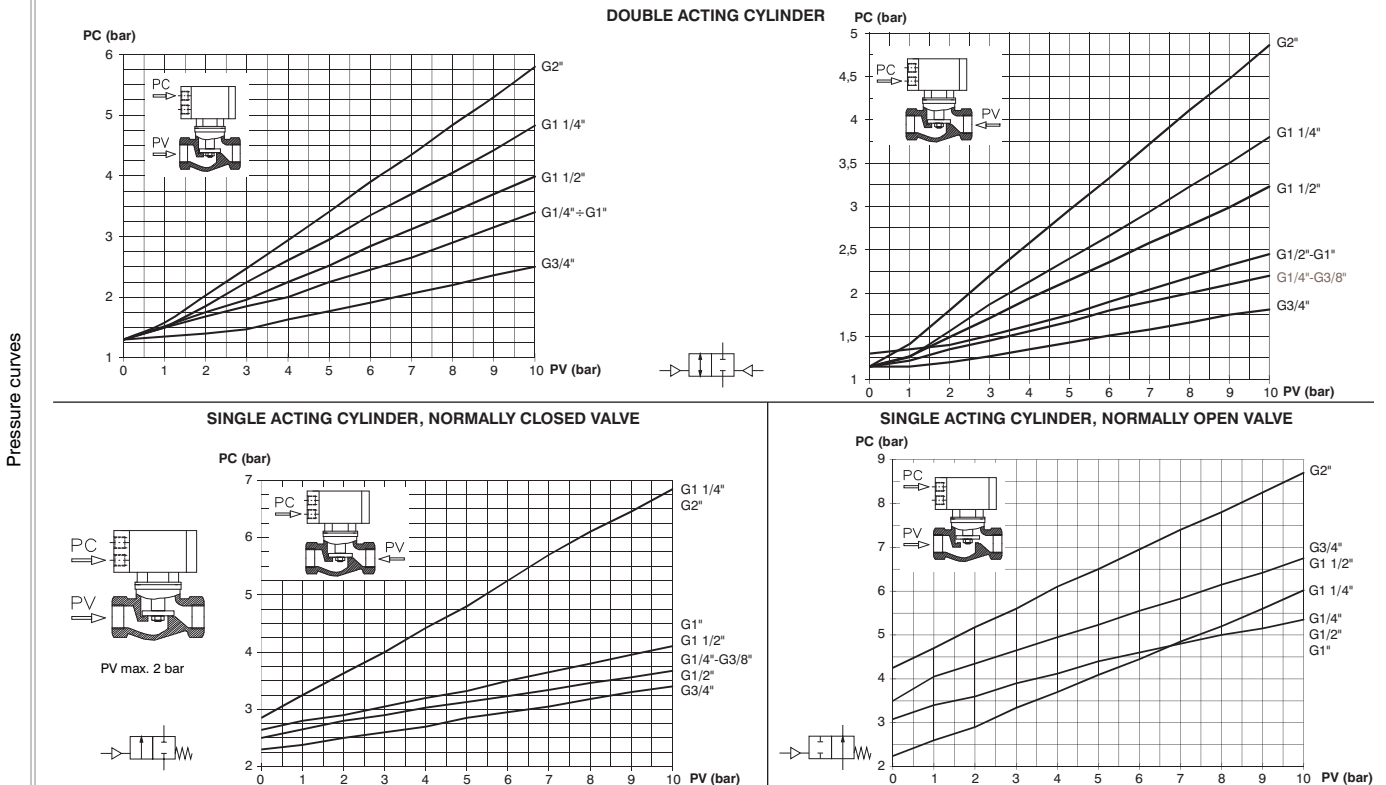 Pressure curves
DOUBLE ACTING CYLINDER
PC (bar)
6
5
4
3
2
1
PC
PV
G2"
G1 1/4"
G1 1/2"
G1/4"÷G1"
G3/4"
0 1 2 3 4 5 6 7 8 9 10 PV (bar)
PC (bar)
5
4,5
4
3,5
3
2,5
2
1,5
1
PC
PV
G2"
G1 1/4"
G1 1/2"
G1/2"-G1"
G1/4"-G3/8"
G3/4"
0 1 2 3 4 5 6 7 8 9 10 PV (bar)
SINGLE ACTING CYLINDER, NORMALLY CLOSED VALVE
PC
PV
PV max. 2 bar
PC (bar)
7
6
5
4
3
2
PC
PV
G1 1/4"
G2"
G1"
G1 1/2"
G1/4"-G3/8"
G1/2"
G3/4"
0 1 2 3 4 5 6 7 8 9 10 PV (bar)
SINGLE ACTING CYLINDER, NORMALLY OPEN VALVE
PC (bar)
9
8
7
6
5
4
3
2
PC
PV
G2"
G3/4"
G1 1/2"
G1 1/4"
G1/4"
G1/2"
G1"
0 1 2 3 4 5 6 7 8 9 10 PV (bar)